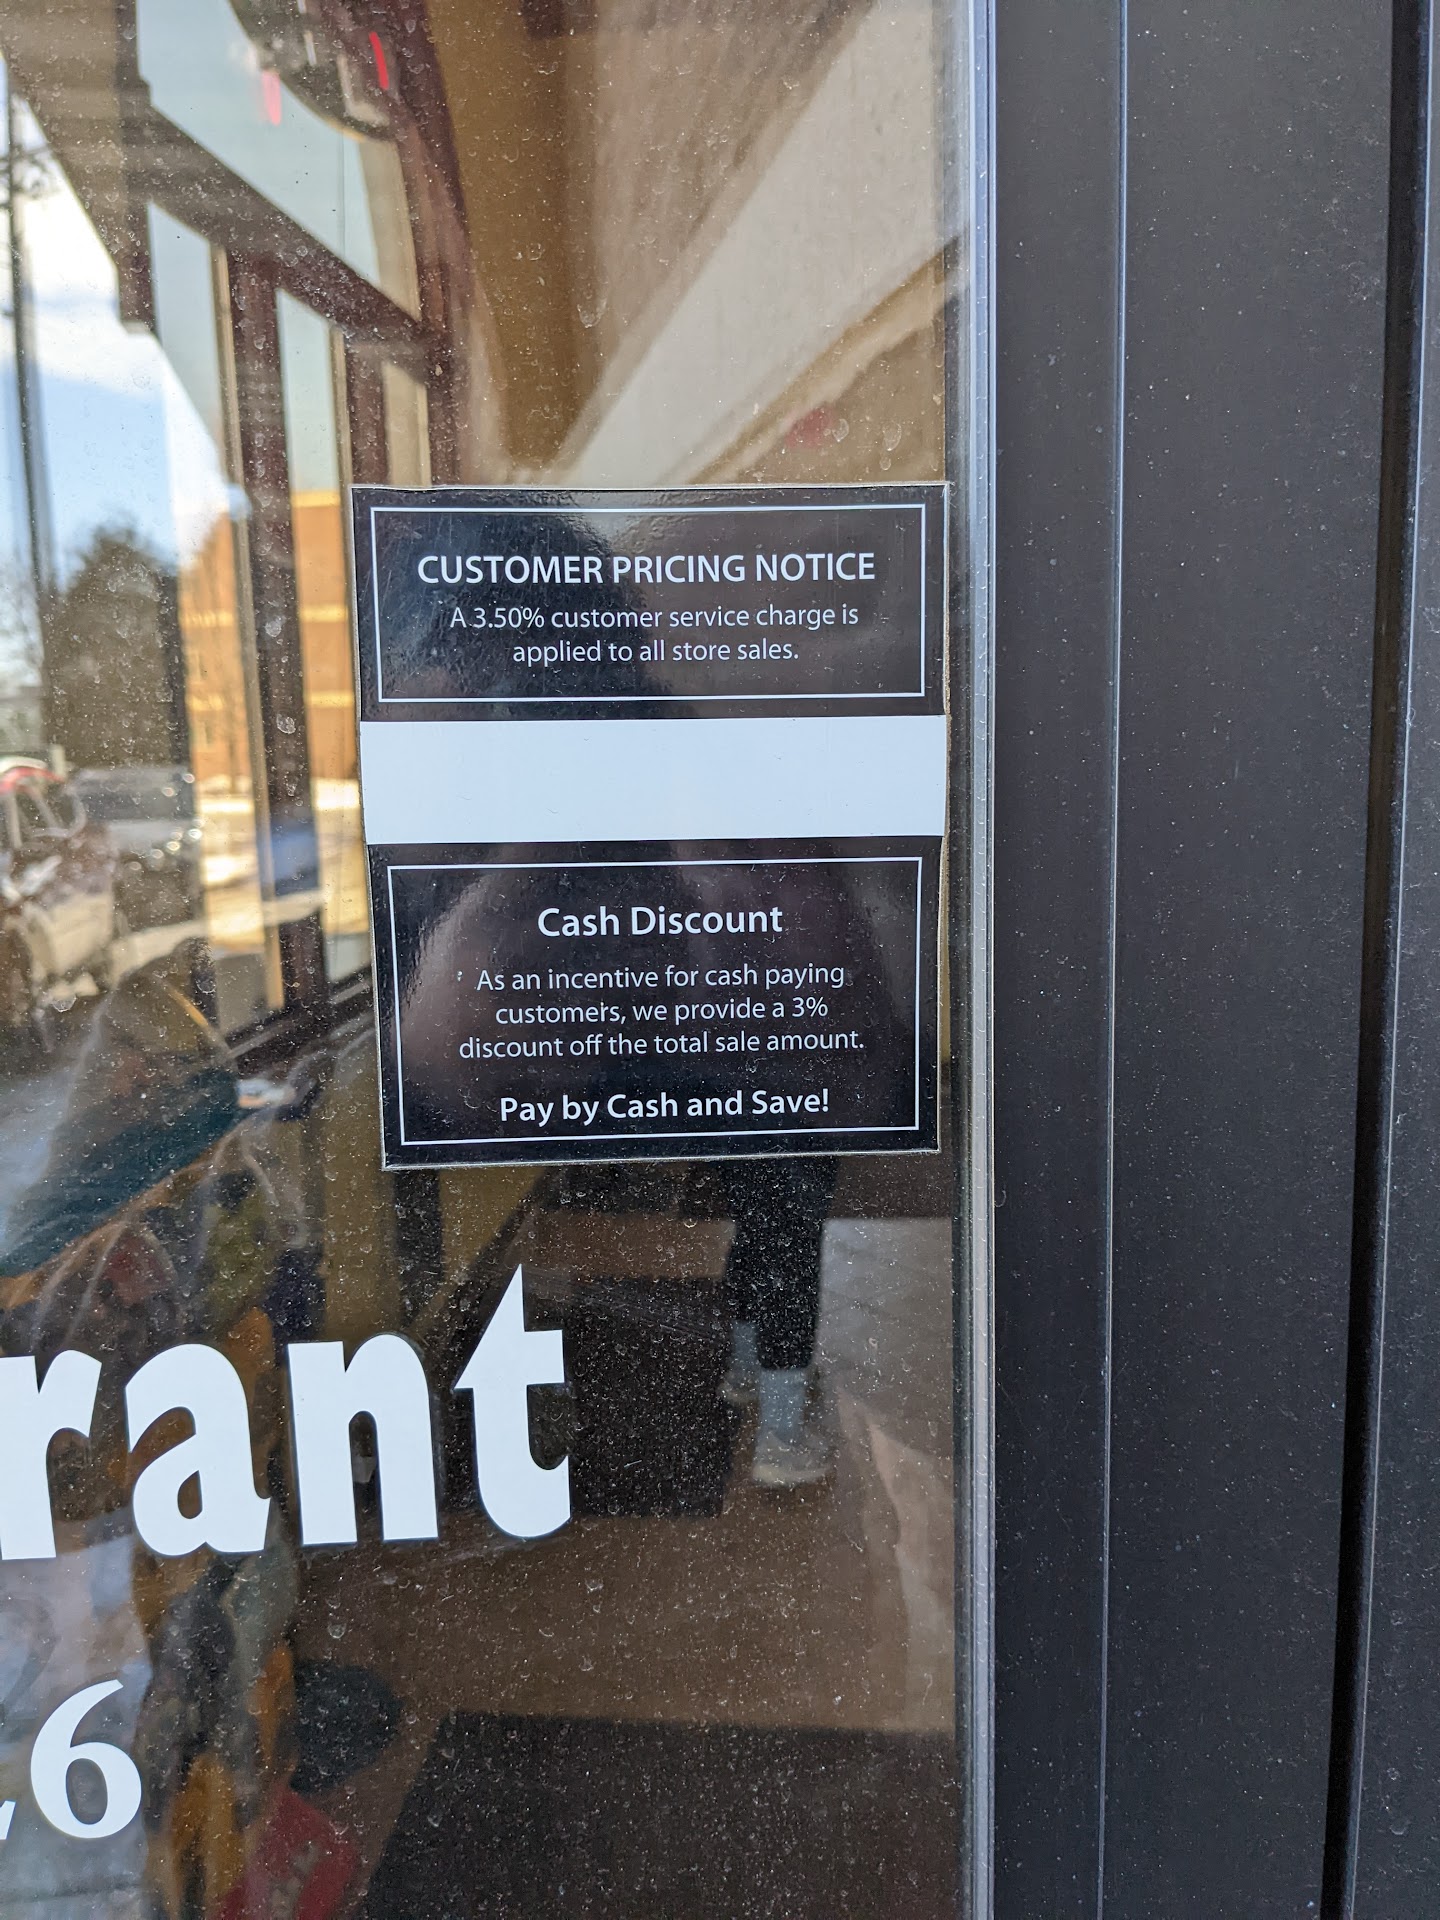 CUSTOMER PRICING NOTICE
A 3.50% customer service charge is
applied to all store sales.
Cash Discount
As an incentive for cash paying
customers, we provide a 3%
discount off the total sale amount.
Pay by Cash and Save!
rant
6